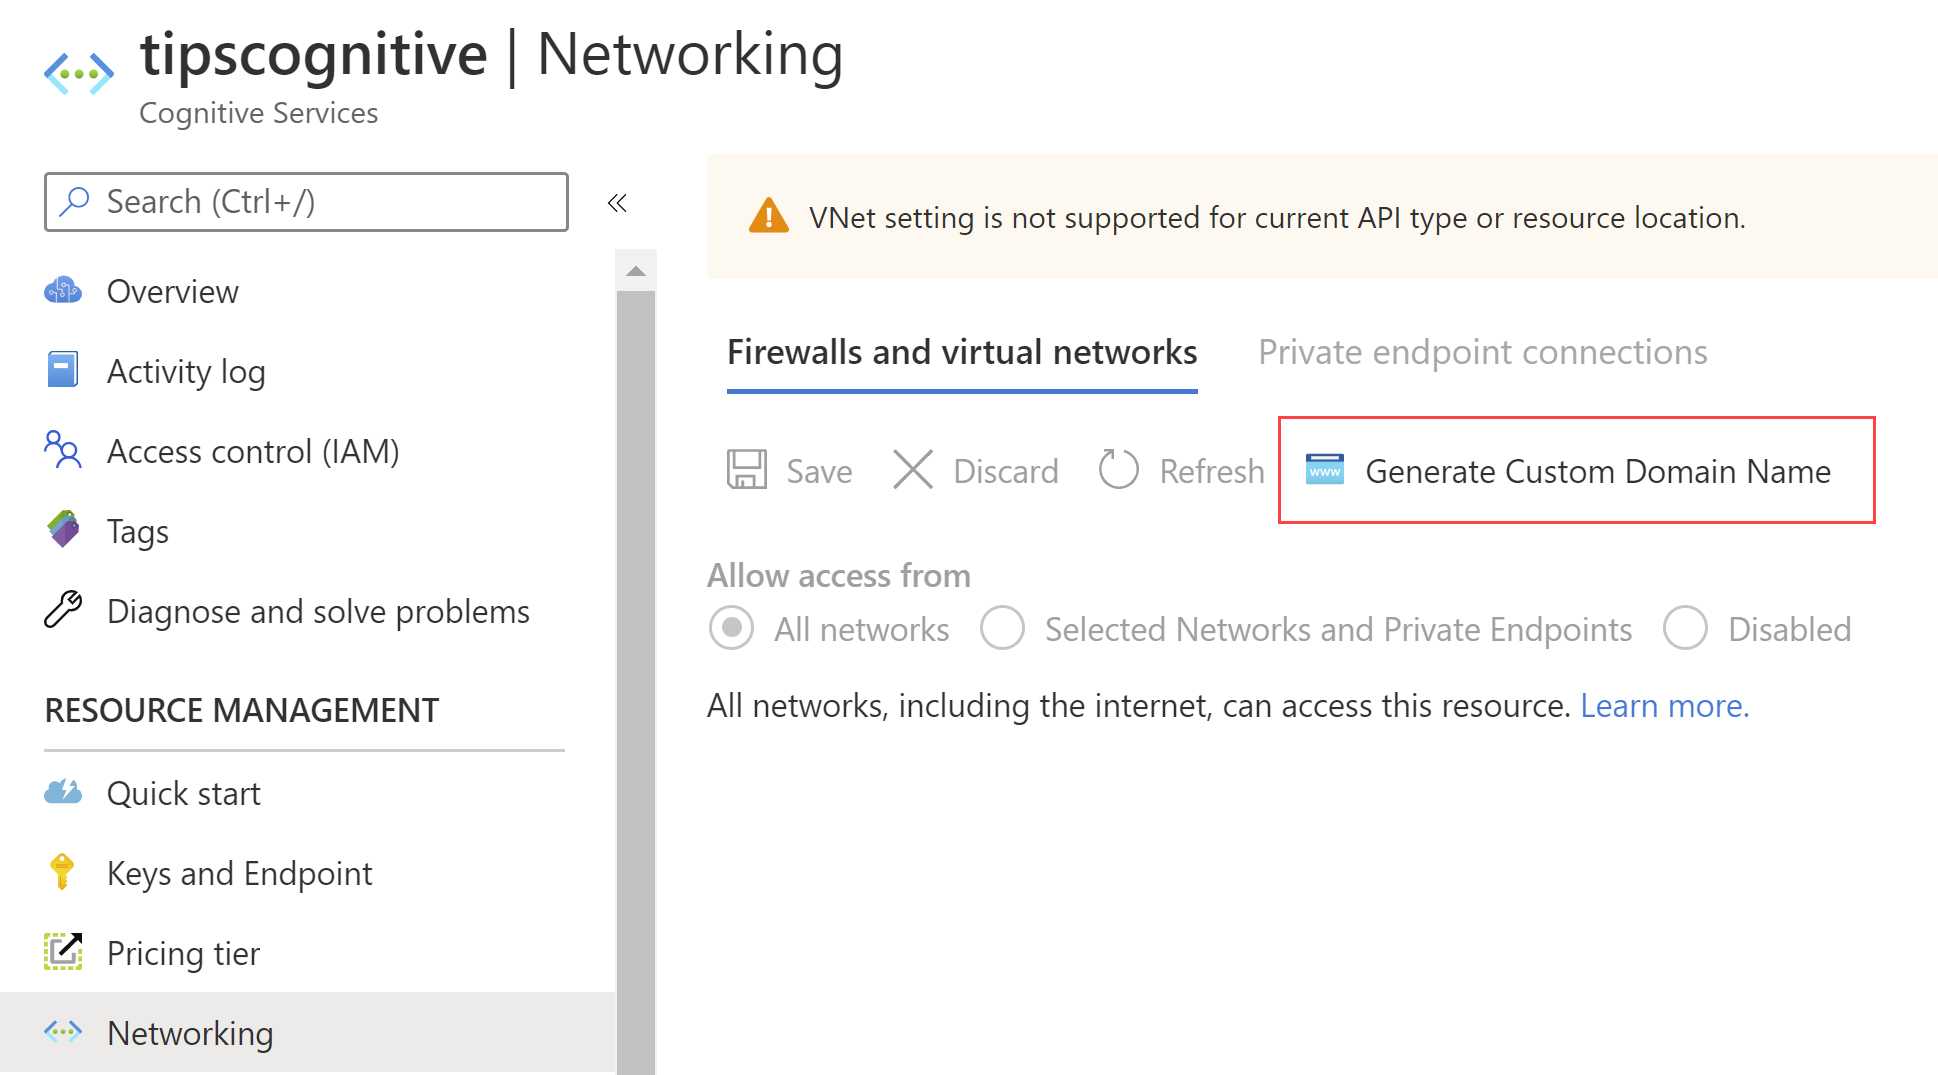 tipscognitive | Networking
Cognitive Services
Search (Ctrl+/)
«
Overview
Activity log
Access control (IAM)
Tags
Diagnose and solve problems
RESOURCE MANAGEMENT
Quick start
Keys and Endpoint
Pricing tier
Networking
VNet setting is not supported for current API type or resource location.
Firewalls and virtual networks Private endpoint connections
Save Discard Refresh www Generate Custom Domain Name
Allow access from
All networks Selected Networks and Private Endpoints Disabled
All networks, including the internet, can access this resource. Learn more.